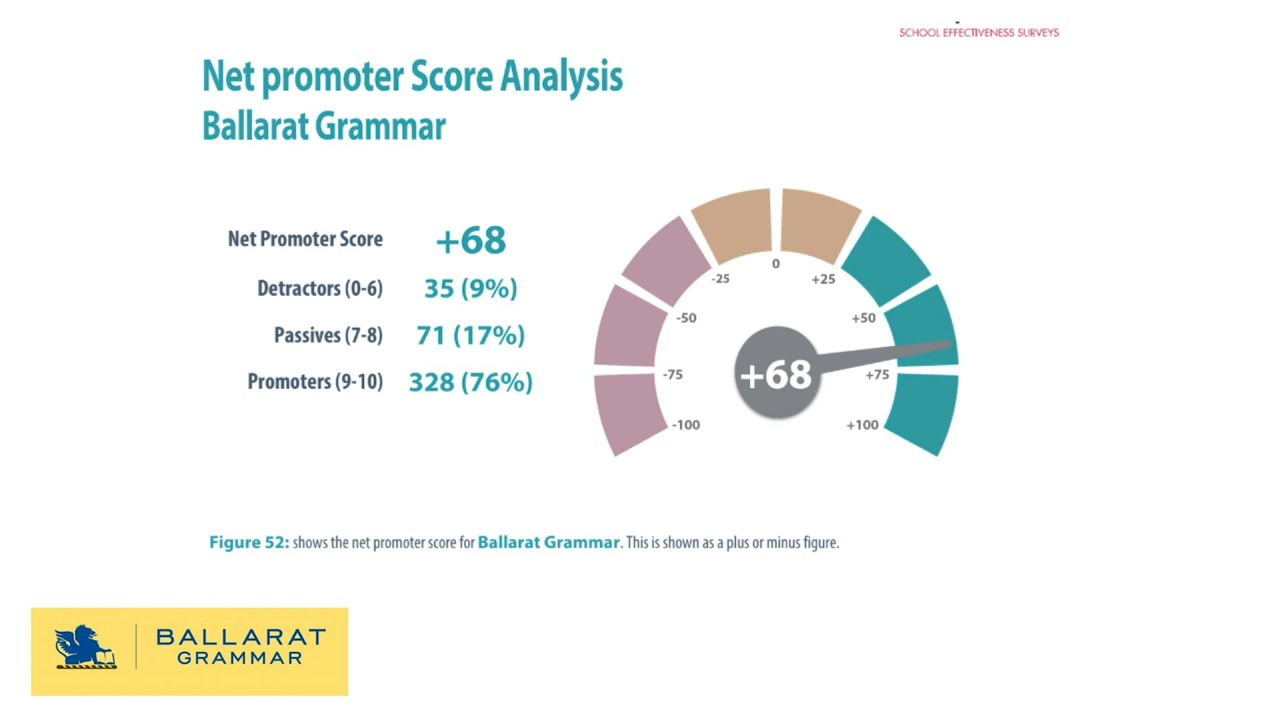 SCHOOL EFFECTIVENESS SURVEYS
Net promoter Score Analysis
Ballarat Grammar
Net Promoter Score +68
Detractors (0-6) 35 (9%)
Passives (7-8) 71 (17%)
Promoters (9-10) 328 (76%)
0
-25
+25
-50
+50
+68
-75
+75
-100
+100
Figure 52: shows the net promoter score for Ballarat Grammar. This is shown as a plus or minus figure.
BALLARAT
GRAMMAR